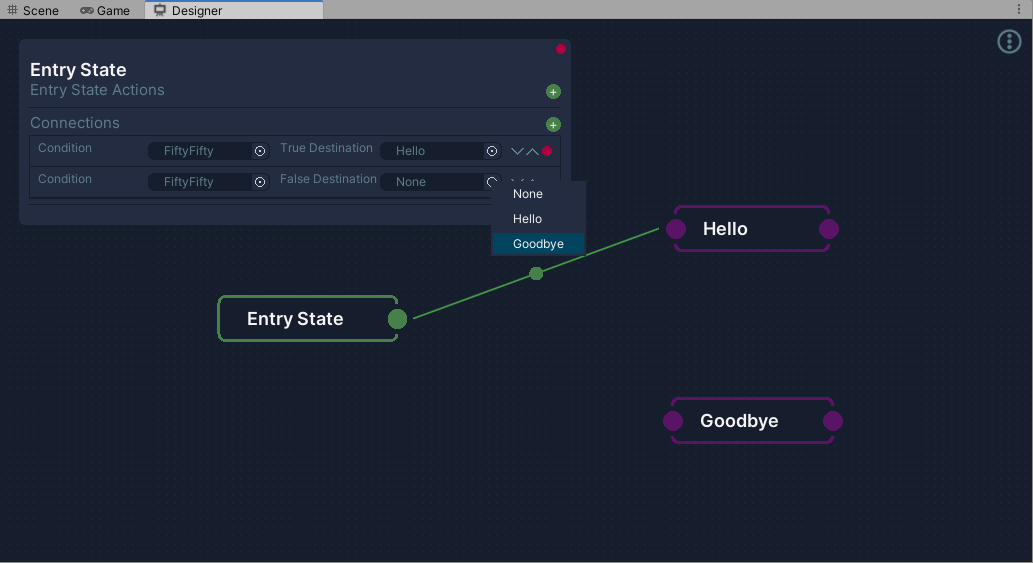 Scene Game Designer
Entry State
Entry State Actions
Connections
Condition FiftyFifty True Destination Hello
Condition FiftyFifty False Destination None
None
Hello
Goodbye
Hello
Entry State
Goodbye